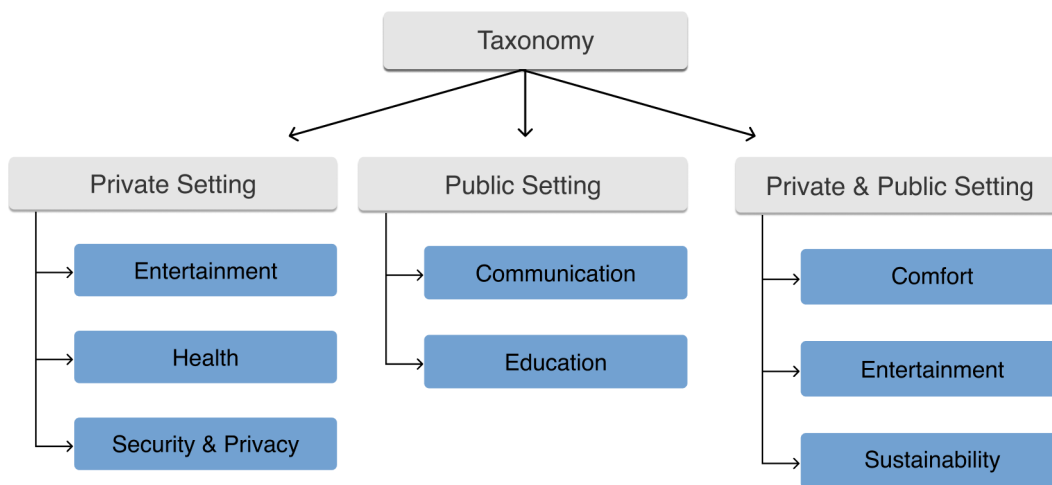 Taxonomy
Private Setting
Entertainment
Health
Security & Privacy
Public Setting
Communication
Education
Private & Public Setting
Comfort
Entertainment
Sustainability